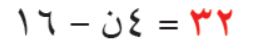 ٣٢ = ٤ن – ١٦